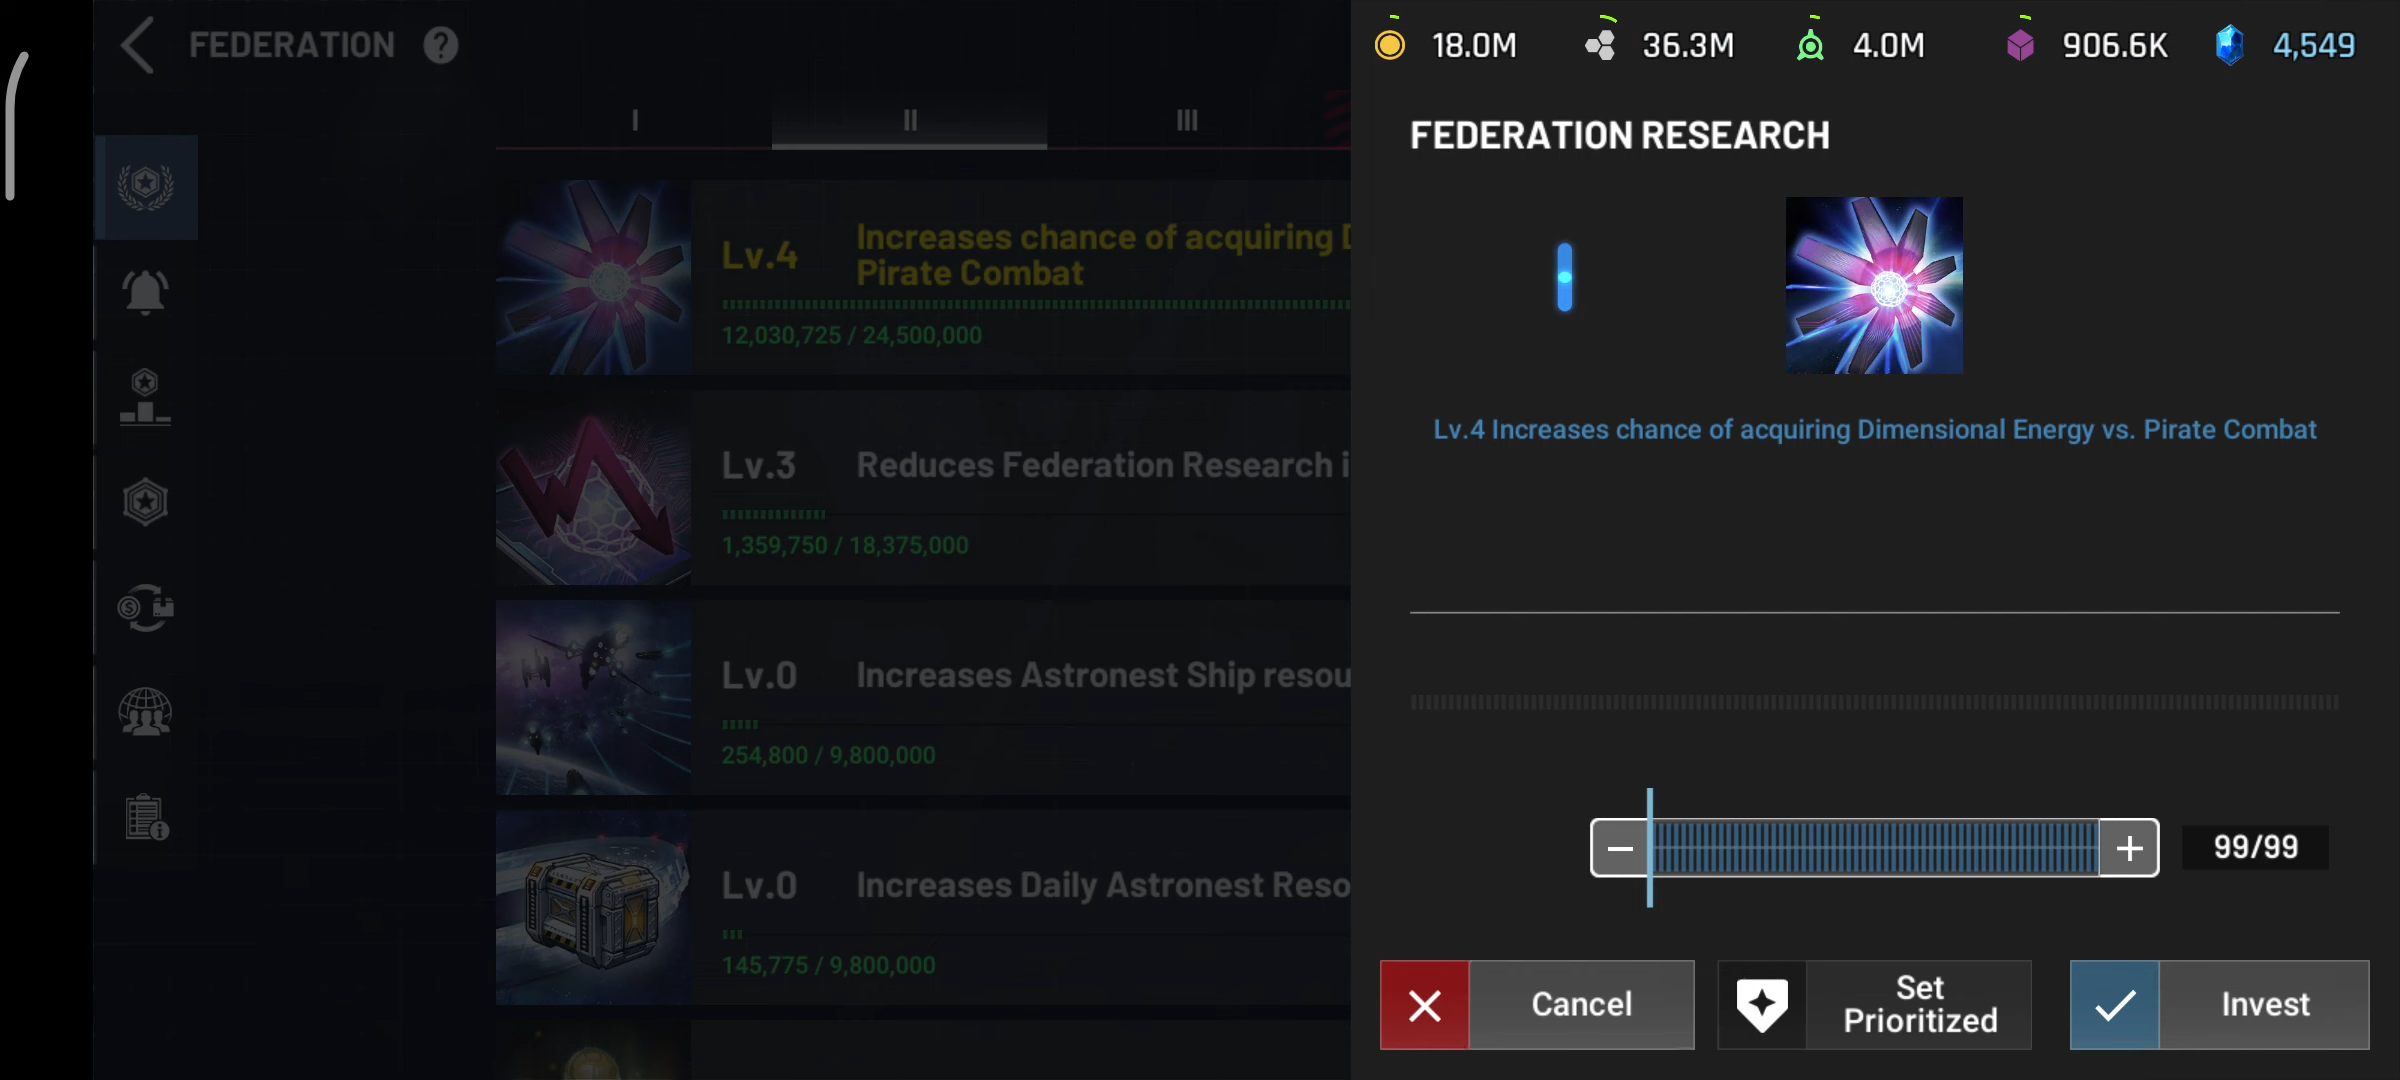 FEDERATION ?
18.0M 36.3M 4.0M 906.6K 4,549
I II III
FEDERATION RESEARCH
Lv.4 Increases chance of acquiring
Pirate Combat
12,030,725 / 24,500,000
Lv.3 Reduces Federation Research i
1,359,750 / 18,375,000
Lv.0 Increases Astronest Ship resou
254,800 / 9,800,000
Lv.0 Increases Daily Astronest Reso
145,775 / 9,800,000
Lv.4 Increases chance of acquiring Dimensional Energy vs. Pirate Combat
99/99
Cancel
Set
Prioritized
Invest